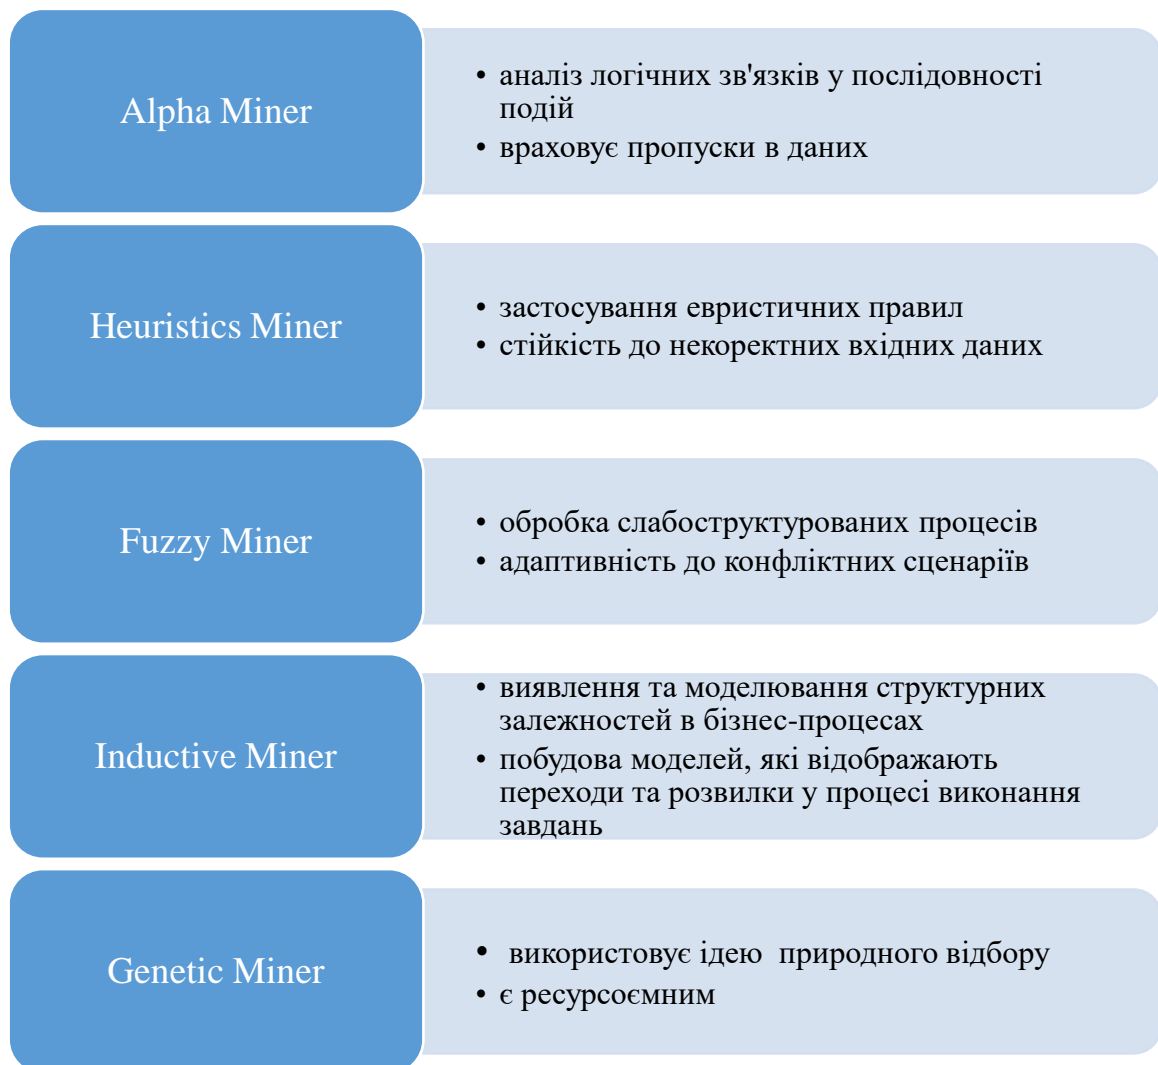 Alpha Miner
• аналіз логічних зв'язків у послідовності
подій
• враховує пропуски в даних
Heuristics Miner
• застосування евристичних правил
• стійкість до некоректних вхідних даних
Fuzzy Miner
• обробка слабоструктурованих процесів
• адаптивність до конфліктних сценаріїв
Inductive Miner
• виявлення та моделювання структурних
залежностей в бізнес-процесах
• побудова моделей, які відображають
переходи та розвилки у процесі виконання
завдань
Genetic Miner
• використовує ідею природного відбору
• є ресурсоємним